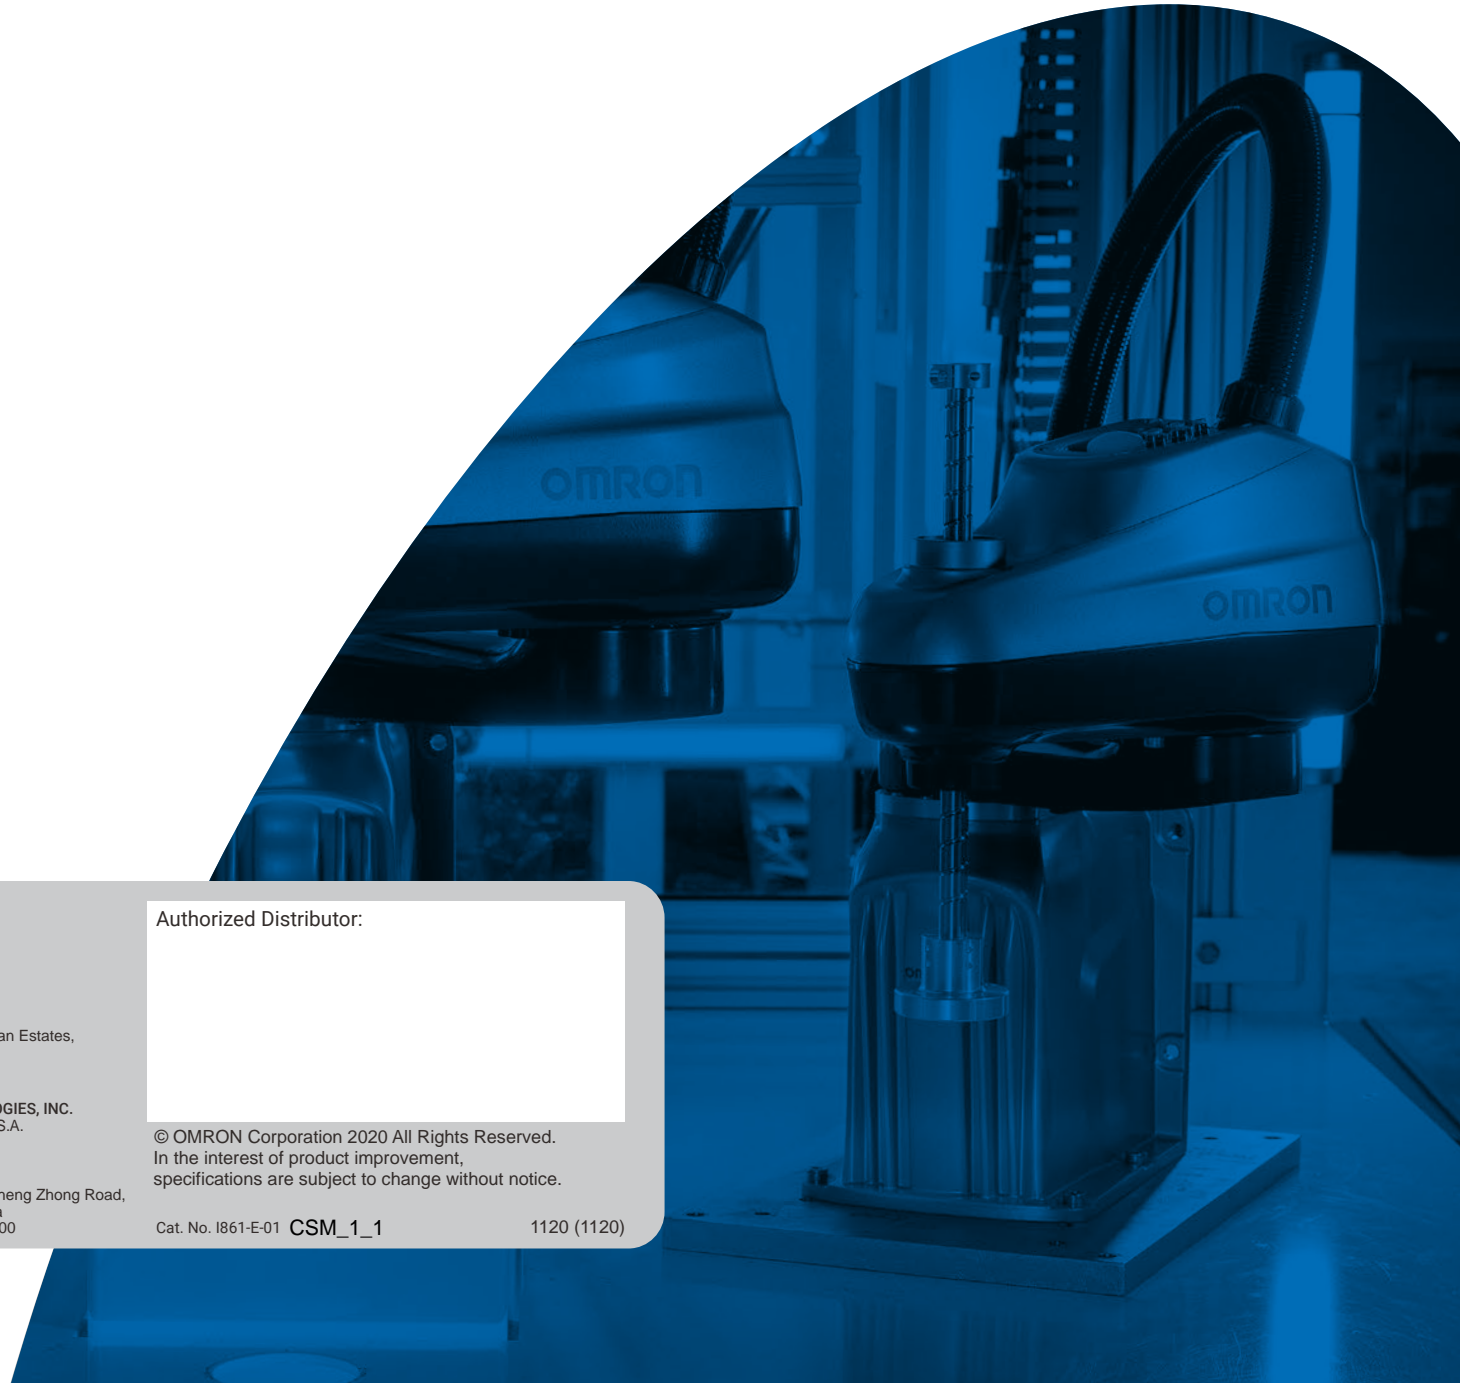 OMRON
OMRON
an Estates,
OGIES, INC.
S.A.
heng Zhong Road,
00
Authorized Distributor:
© OMRON Corporation 2020 All Rights Reserved.
In the interest of product improvement,
specifications are subject to change without notice.
Cat. No. I861-E-01 CSM_1_1 1120 (1120)